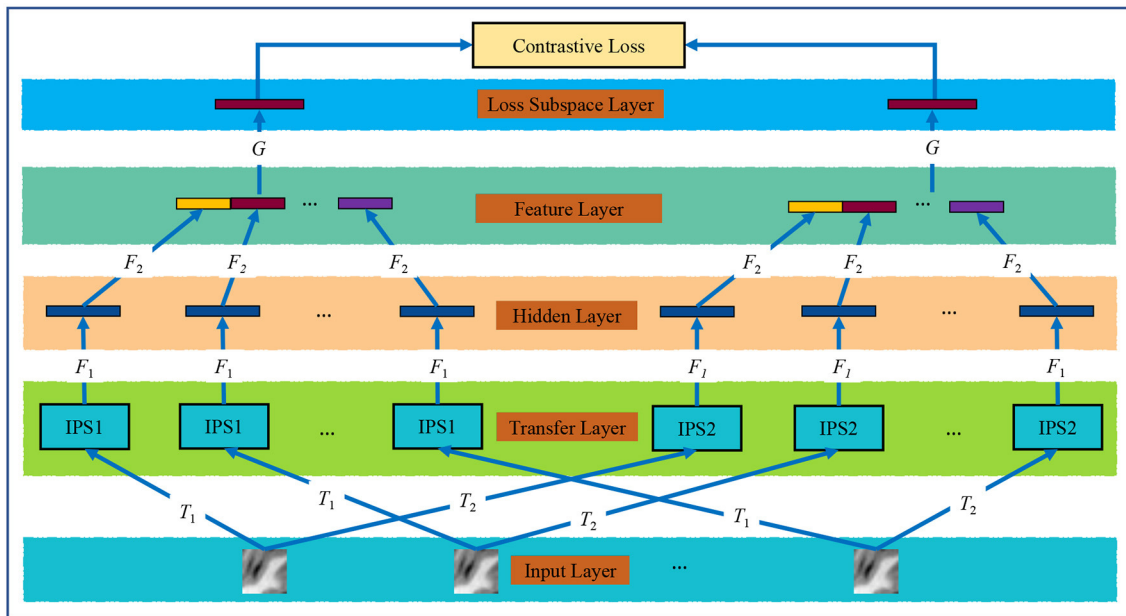 Contrastive Loss
Loss Subspace Layer
G G
... Feature Layer ...
F2 F2 F2 F2 F2 F2
... Hidden Layer ...
F1 F1 F1 F1 F1 F1
IPS1 IPS1 ... IPS1 Transfer Layer IPS2 IPS2 ... IPS2
T1 T1 T2 T2 T1 T2
Input Layer ...